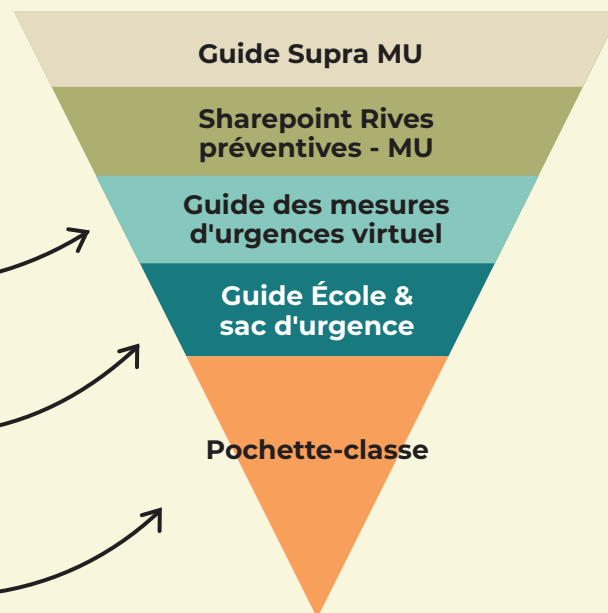 Guide Supra MU
Sharepoint Rives
préventives - MU
Guide des mesures
d'urgences virtuel
Guide École &
sac d'urgence
Pochette-classe